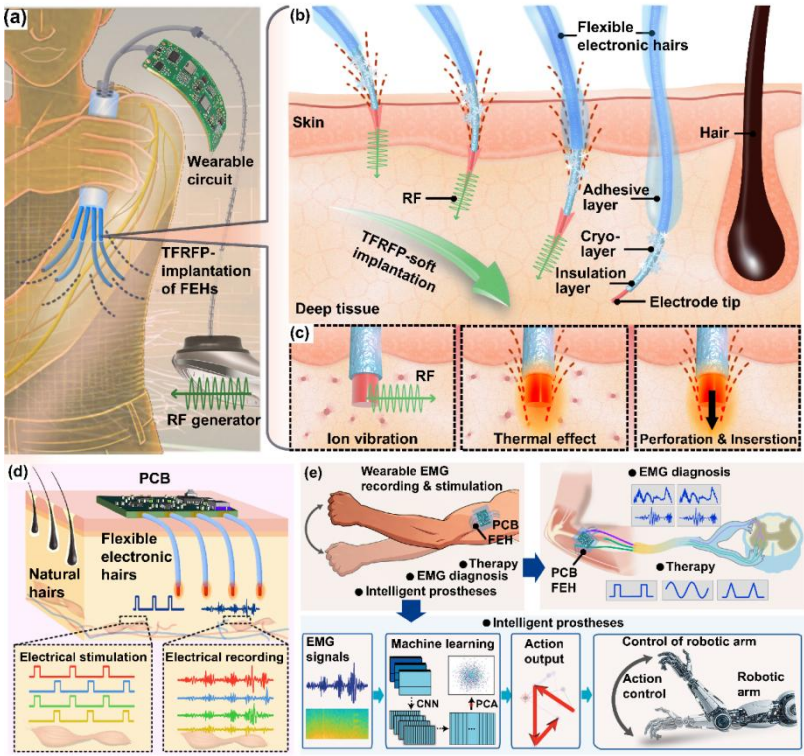 (a)
Wearable
circuit
TFRFP-
implantation
of FEHs
RF generator
(b)
Flexible
electronic hairs
Skin
Hair
RF
Adhesive
layer
TFRFP-soft
implantation
Cryo-
layer
Insulation
layer
Deep tissue
Electrode tip
(c)
RF
Ion vibration
Thermal effect
Perforation & Inserstion
(d)
PCB
Flexible
electronic
hairs
Natural
hairs
Electrical stimulation
Electrical recording
(e)
Wearable EMG
recording & stimulation
PCB
FEH
● Therapy
● EMG diagnosis
● Intelligent prostheses
● EMG diagnosis
PCB
FEH
● Therapy
● Intelligent prostheses
EMG
signals
Machine learning
CNN
PCA
Action
output
Control of robotic arm
Action
control
Robotic
arm